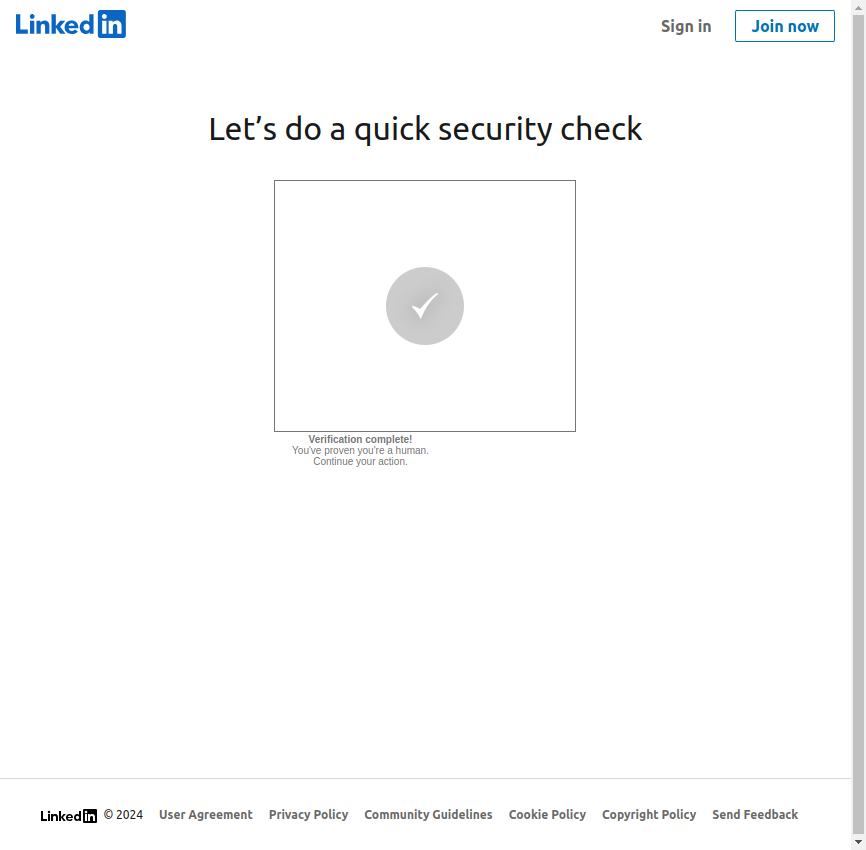 LinkedIn
Sign in
Join now
Let’s do a quick security check
Verification complete!
You've proven you're a human.
Continue your action.
LinkedIn © 2024 User Agreement Privacy Policy Community Guidelines Cookie Policy Copyright Policy Send Feedback